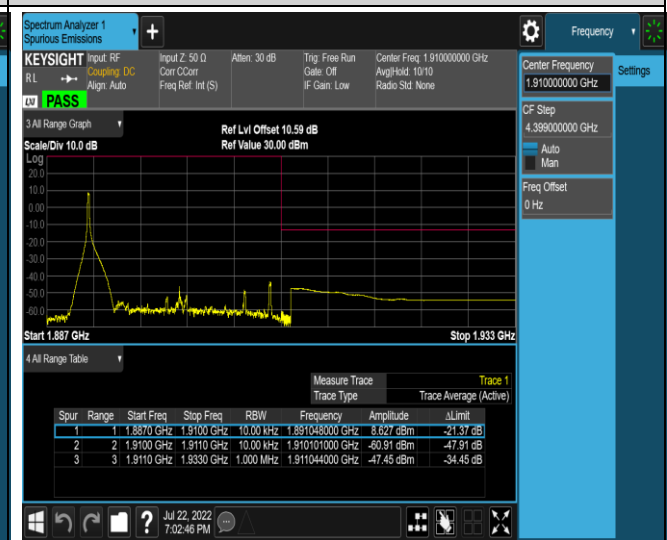 Spectrum Analyzer 1
Spurious Emissions
+
Frequency
KEYSIGHT
Input: RF
Input Z: 50 Ω
Atten: 30 dB
Trig: Free Run
Center Freq: 1.910000000 GHz
R L
Coupling: DC
Corr CCorr
Gate: Off
Avg|Hold: 10/10
Align: Auto
Freq Ref: Int (S)
IF Gain: Low
Radio Std: None
LXI
PASS
Center Frequency
1.910000000 GHz
Settings
CF Step
4.399000000 GHz
Auto
Man
Freq Offset
0 Hz
3 All Range Graph
Ref Lvl Offset 10.59 dB
Scale/Div 10.0 dB
Ref Value 30.00 dBm
Log
20.0
10.0
0.00
-10.0
-20.0
-30.0
-40.0
-50.0
-60.0
Start 1.887 GHz
Stop 1.933 GHz
4 All Range Table
Measure Trace Trace 1
Trace Type Trace Average (Active)
Spur Range Start Freq Stop Freq RBW Frequency Amplitude ΔLimit
1 1 1.8870 GHz 1.9100 GHz 10.00 kHz 1.891048000 GHz 8.627 dBm -21.37 dB
2 2 1.9100 GHz 1.9110 GHz 10.00 kHz 1.910101000 GHz -60.91 dBm -47.91 dB
3 3 1.9110 GHz 1.9330 GHz 1.000 MHz 1.911044000 GHz -47.45 dBm -34.45 dB
?
Jul 22, 2022
7:02:46 PM